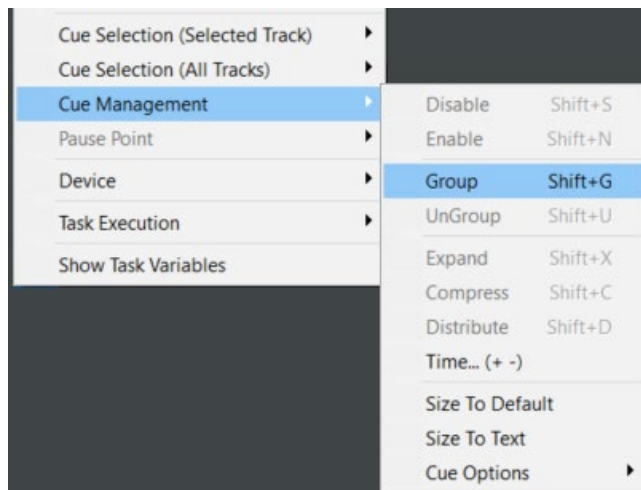 Cue Selection (Selected Track)
Cue Selection (All Tracks)
Cue Management
Pause Point
Device
Task Execution
Show Task Variables
Disable Shift+S
Enable Shift+N
Group Shift+G
UnGroup Shift+U
Expand Shift+X
Compress Shift+C
Distribute Shift+D
Time... (+ -)
Size To Default
Size To Text
Cue Options